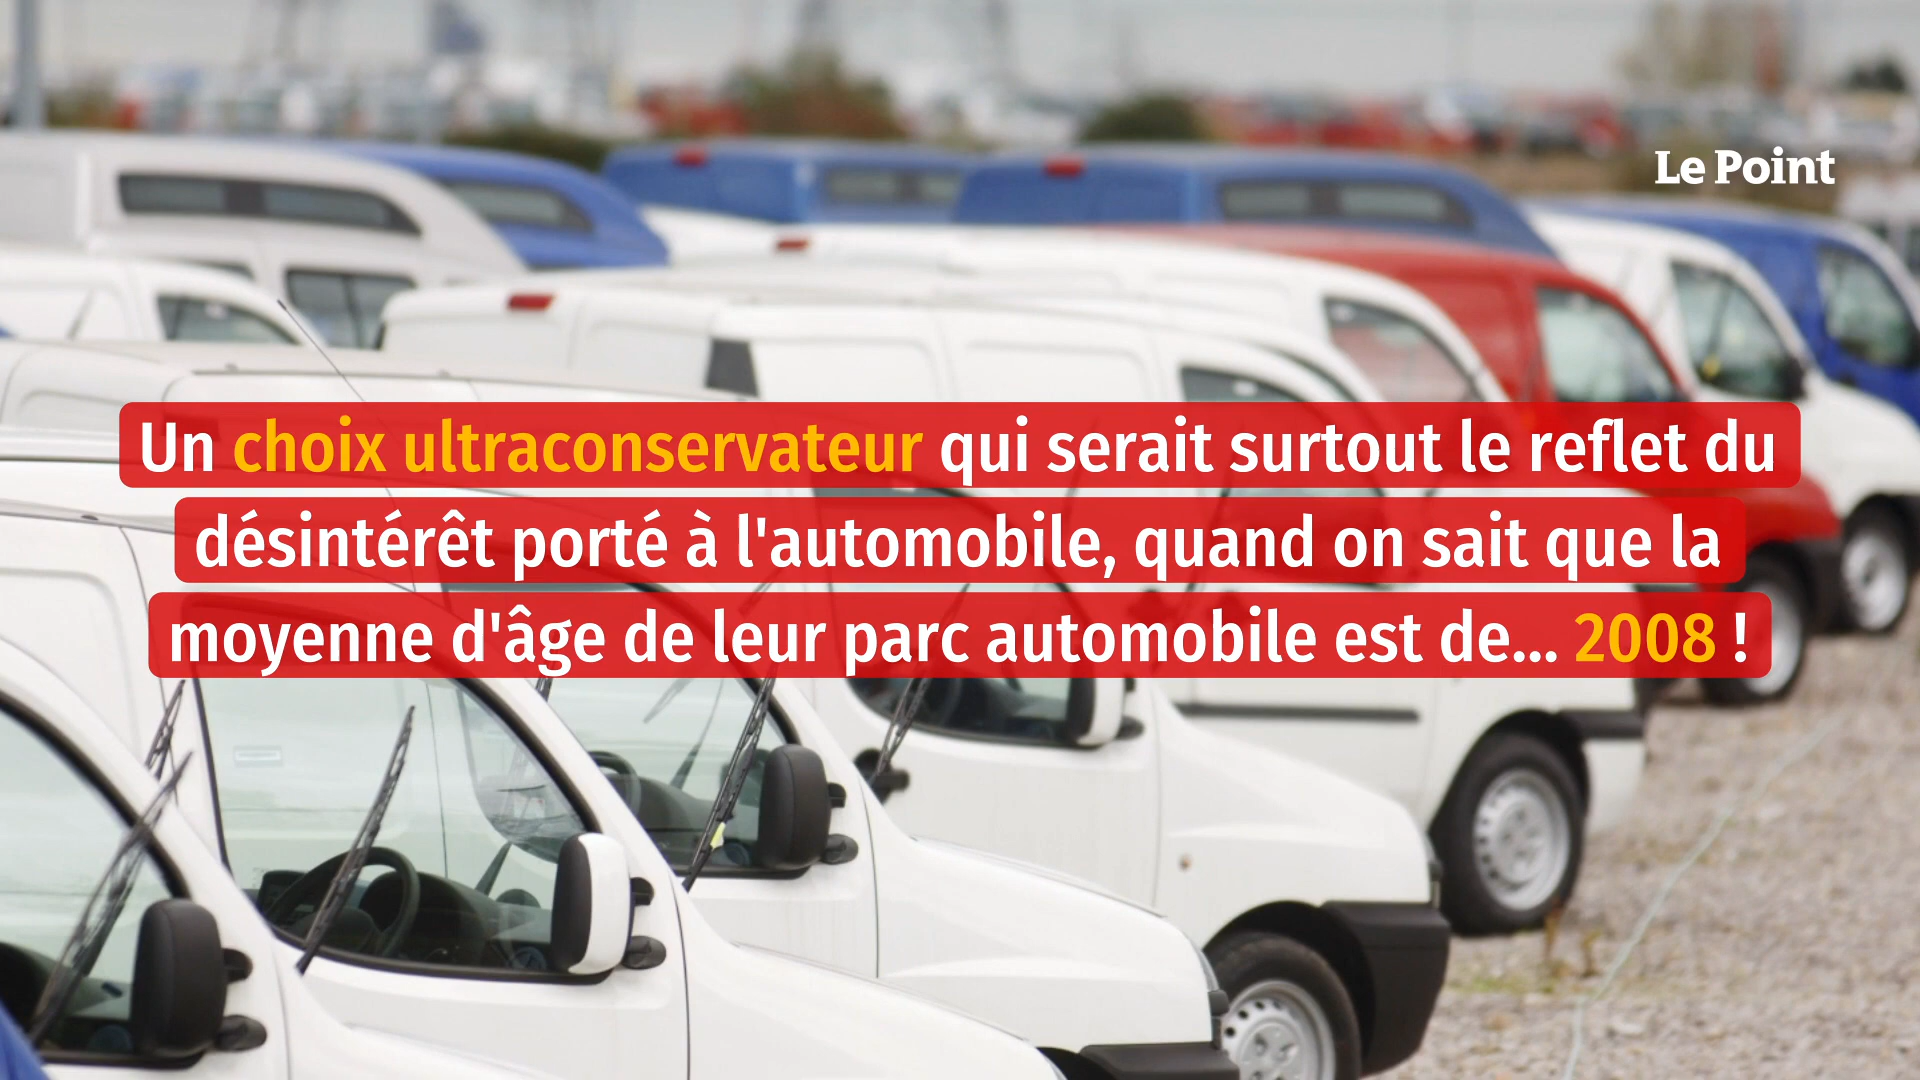 Le Point
Un choix ultraconservateur qui serait surtout le reflet du
désintérêt porté à l'automobile, quand on sait que la
moyenne d'âge de leur parc automobile est de... 2008 !